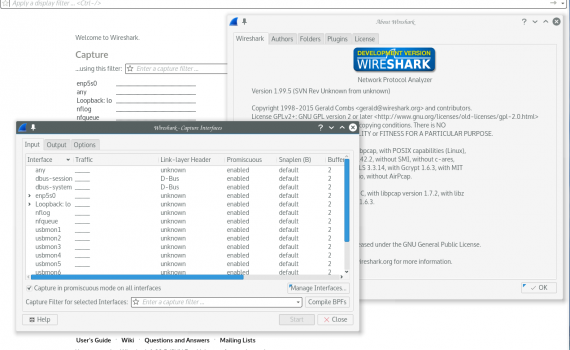 Apply a display filter ... <Ctrl-/>
Welcome to Wireshark.
Capture
...using this filter: Enter a capture filter ...
enp5s0
any
Loopback: lo
nflog
nfqueue
About Wireshark
Wireshark Authors Folders Plugins License
DEVELOPMENT VERSION
WIRESHARK
Network Protocol Analyzer
Version 1.99.5 (SVN Rev Unknown from unknown)
Copyright 1998-2015 Gerald Combs <gerald@wireshark.org> and contributors.
License GPLv2+: GNU GPL version 2 or later <http://www.gnu.org/licenses/old-licenses/gpl-2.0.html>
copying conditions. There is NO
ITY or FITNESS FOR A PARTICULAR PURPOSE.
bpcap, with POSIX capabilities (Linux),
42.2, without SMI, without c-ares,
S 3.3.14, with Gcrypt 1.6.3, with MIT
o, without AirPcap.
C, with libpcap version 1.7.2, with libz
1.6.3.
ased under the GNU General Public License.
ireshark.org for more information.
OK
Wireshark · Capture Interfaces
Input Output Options
Interface Traffic Link-layer Header Promiscuous Snaplen (B) Buffe
any unknown enabled default 2
dbus-session D-Bus enabled default 2
dbus-system D-Bus enabled default 2
enp5s0 unknown enabled default 2
Loopback: lo unknown enabled default 2
nflog unknown enabled default 2
nfqueue unknown enabled default 2
usbmon1 unknown enabled default 2
usbmon2 unknown enabled default 2
usbmon3 unknown enabled default 2
usbmon4 unknown enabled default 2
usbmon5 unknown enabled default 2
usbmon6 unknown enabled default 2
Capture in promiscuous mode on all interfaces
Manage Interfaces...
Capture Filter for selected Interfaces: Enter a capture filter ... Compile BPFs
Help Start Close
User's Guide · Wiki · Questions and Answers · Mailing Lists